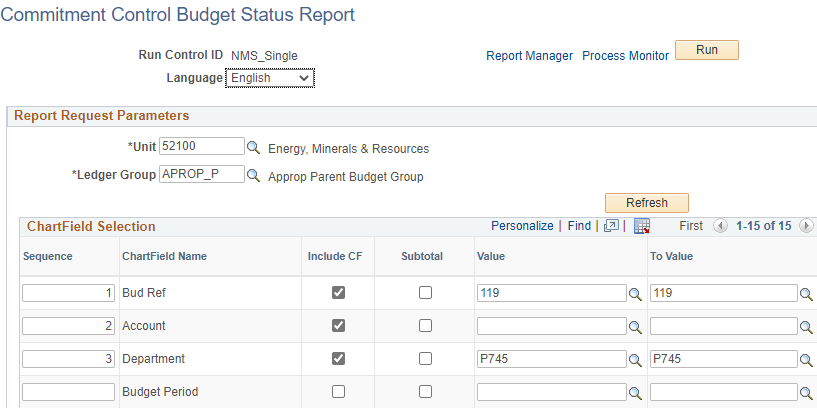 Commitment Control Budget Status Report
Run Control ID NMS_Single Report Manager Process Monitor Run
Language English
Report Request Parameters
*Unit 52100 Energy, Minerals & Resources
*Ledger Group APROP_P Approp Parent Budget Group
Refresh
ChartField Selection Personalize | Find | | First 1-15 of 15
Sequence ChartField Name Include CF Subtotal Value To Value
1 Bud Ref 119 119
2 Account
3 Department P745 P745
Budget Period